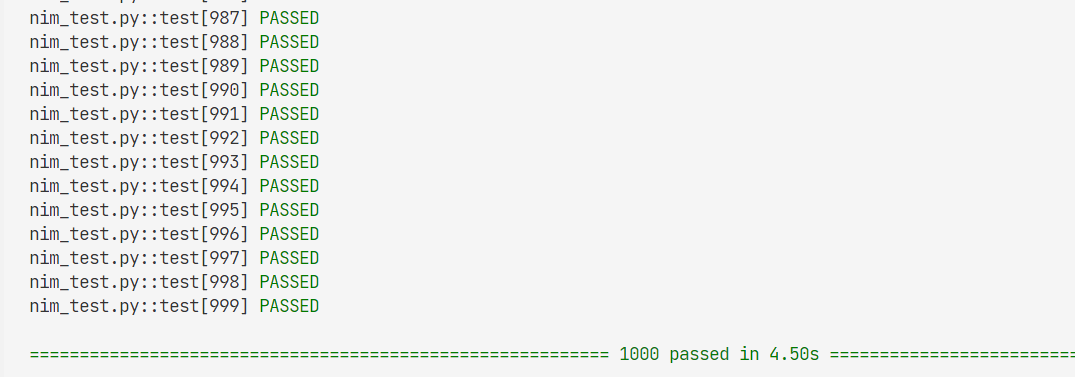 nim_test.py::test[987] PASSED
nim_test.py::test[988] PASSED
nim_test.py::test[989] PASSED
nim_test.py::test[990] PASSED
nim_test.py::test[991] PASSED
nim_test.py::test[992] PASSED
nim_test.py::test[993] PASSED
nim_test.py::test[994] PASSED
nim_test.py::test[995] PASSED
nim_test.py::test[996] PASSED
nim_test.py::test[997] PASSED
nim_test.py::test[998] PASSED
nim_test.py::test[999] PASSED
========================================================== 1000 passed in 4.50s =========================